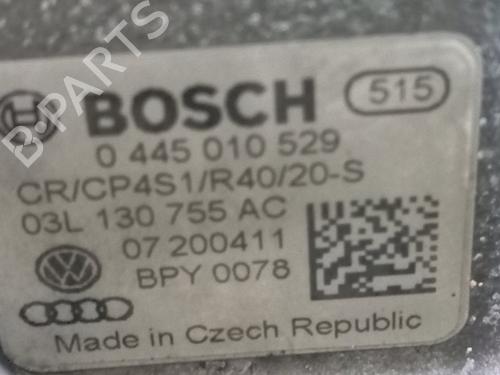 B-PARTS
BOSCH 515
0 445 010 529
CR/CP4S1/R40/20-S
03L 130 755 AC
07 200411
BPY 0078
Made in Czech Republic